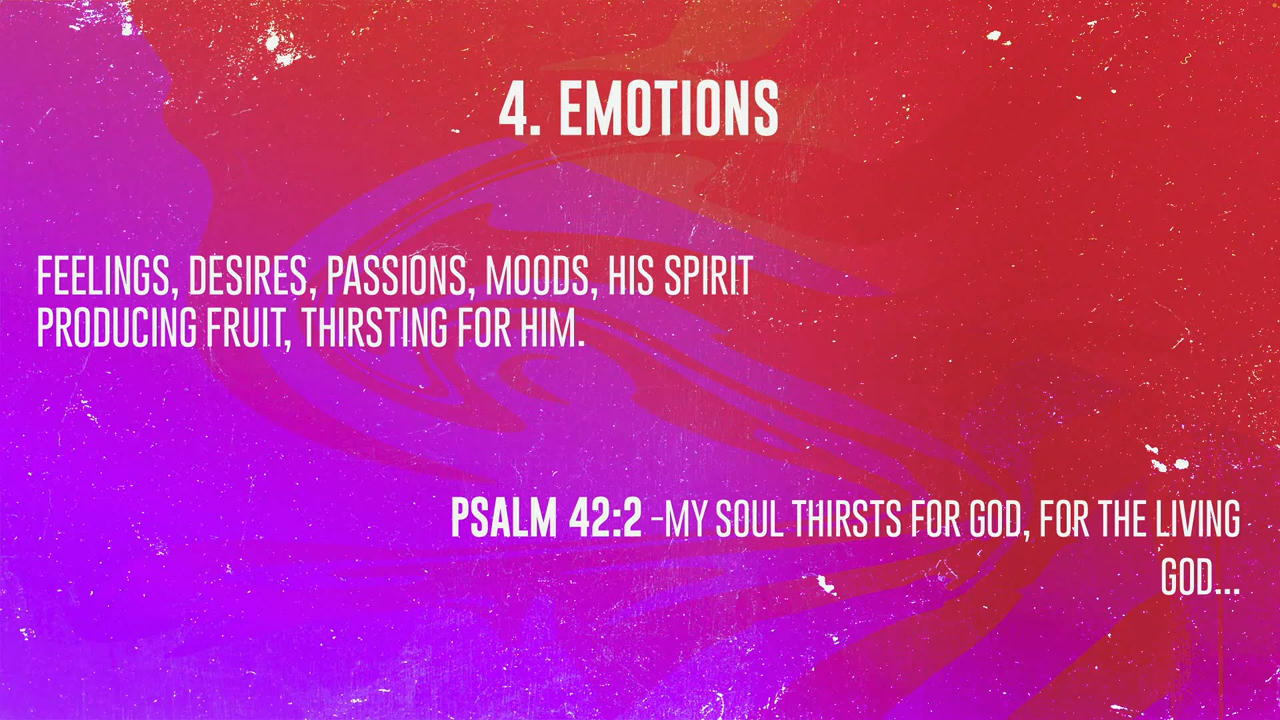 4. EMOTIONS
FEELINGS, DESIRES, PASSIONS, MOODS, HIS SPIRIT
PRODUCING FRUIT, THIRSTING FOR HIM.
PSALM 42:2 -MY SOUL THIRSTS FOR GOD, FOR THE LIVING
GOD...